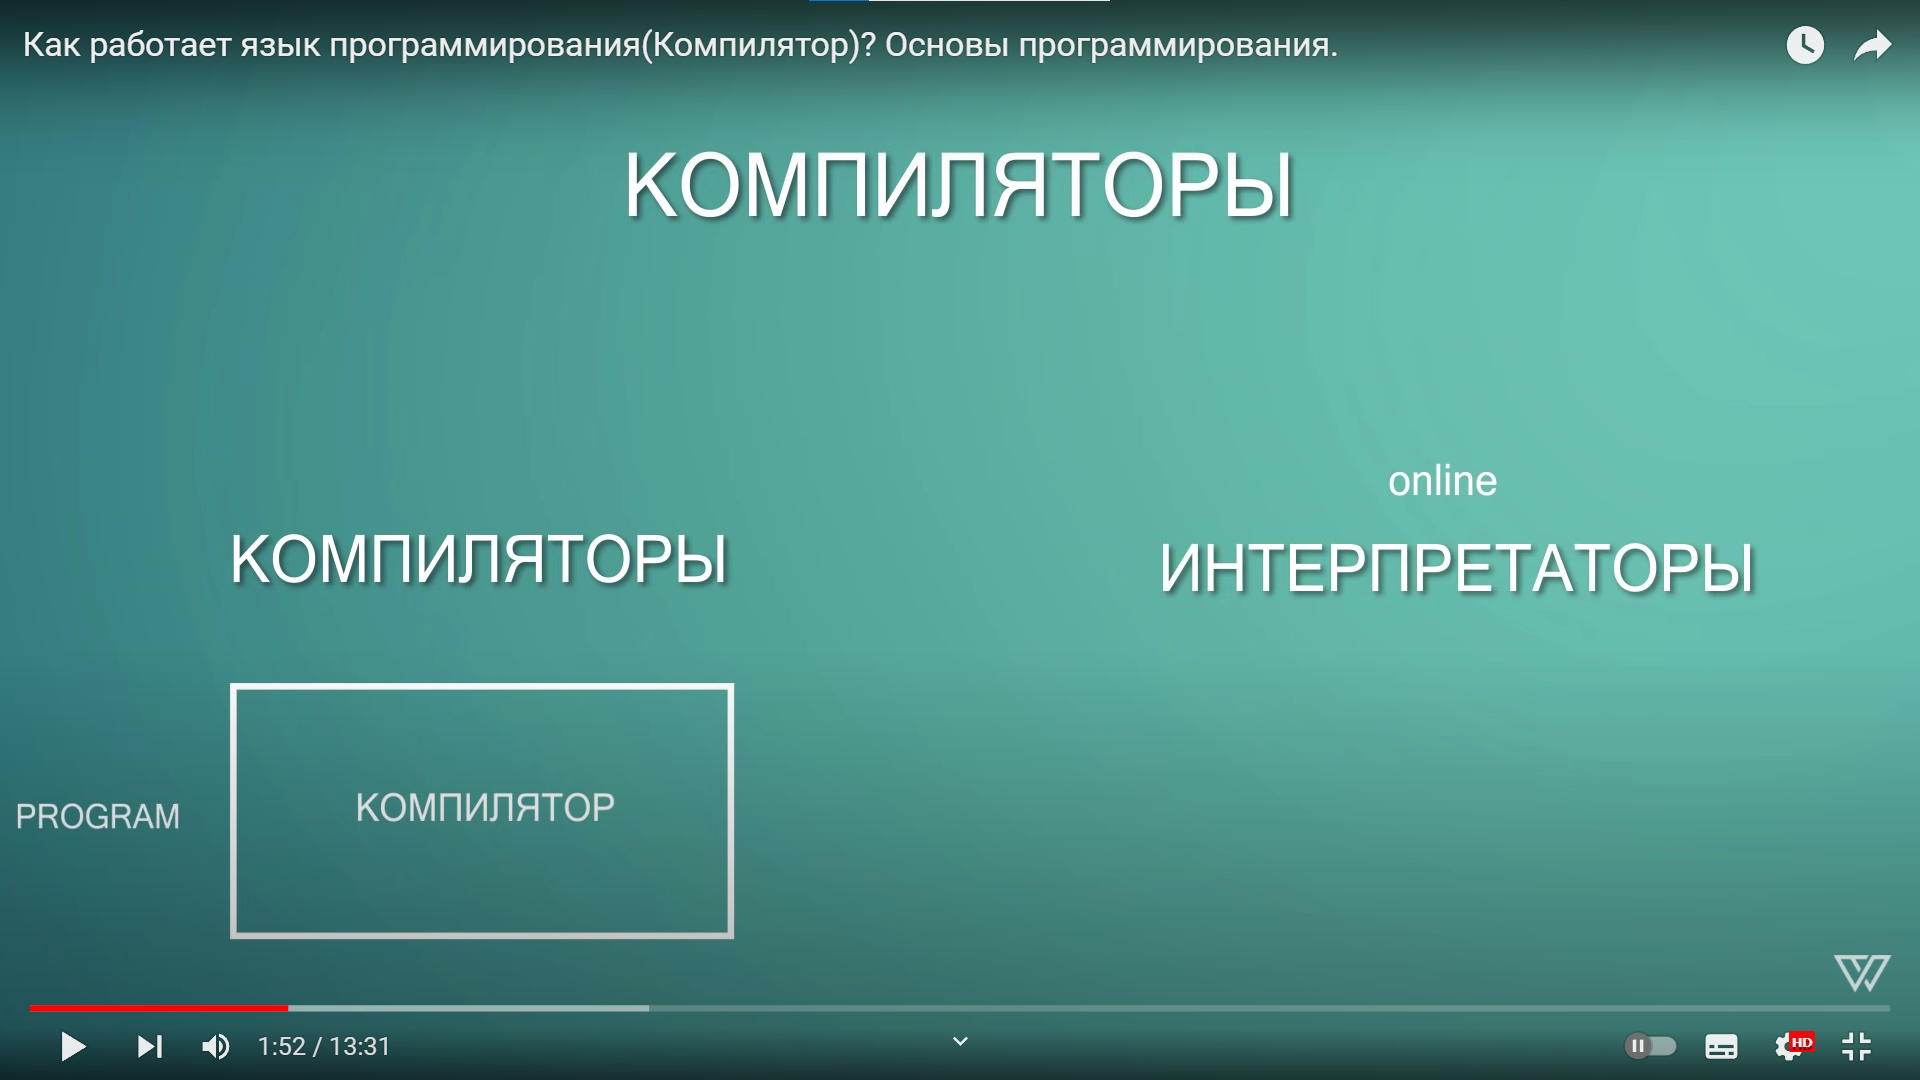 Как работает язык программирования(Компилятор)? Основы программирования.
КОМПИЛЯТОРЫ
online
КОМПИЛЯТОРЫ
ИНТЕРПРЕТАТОРЫ
PROGRAM
КОМПИЛЯТОР
1:52 / 13:31
HD